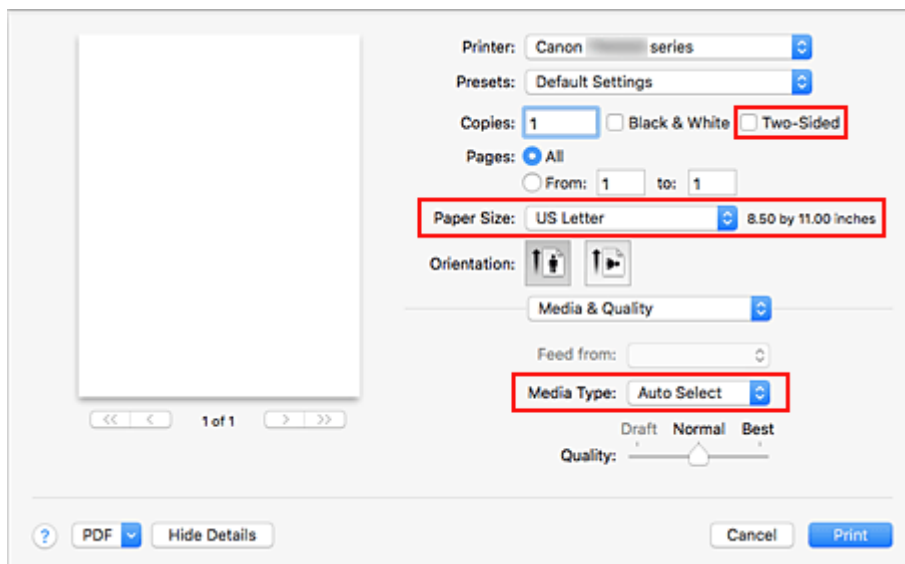 Printer: Canon series
Presets: Default Settings
Copies: 1 Black & White Two-Sided
Pages: All
From: 1 to: 1
Paper Size: US Letter 8.50 by 11.00 inches
Orientation:
Media & Quality
Feed from:
Media Type: Auto Select
<< < 1 of 1 > >>
Draft Normal Best
Quality:
? PDF Hide Details Cancel Print